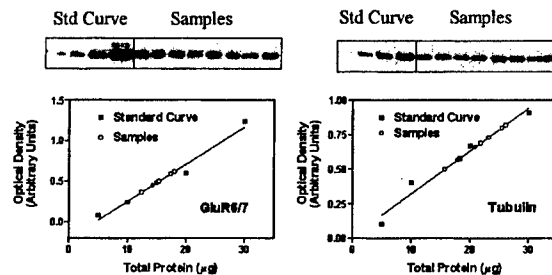 Std Curve Samples
Std Curve Samples
1.5
1.0
0.5
0.0
Optical Density
(Arbitrary Units)
Standard Curve
Samples
GluR6/7
0 10 20 30
Total Protein (µg)
1.00
0.75
0.50
0.25
0.00
Optical Density
(Arbitrary Units)
Standard Curve
Samples
Tubulin
0 10 20 30
Total Protein (µg)